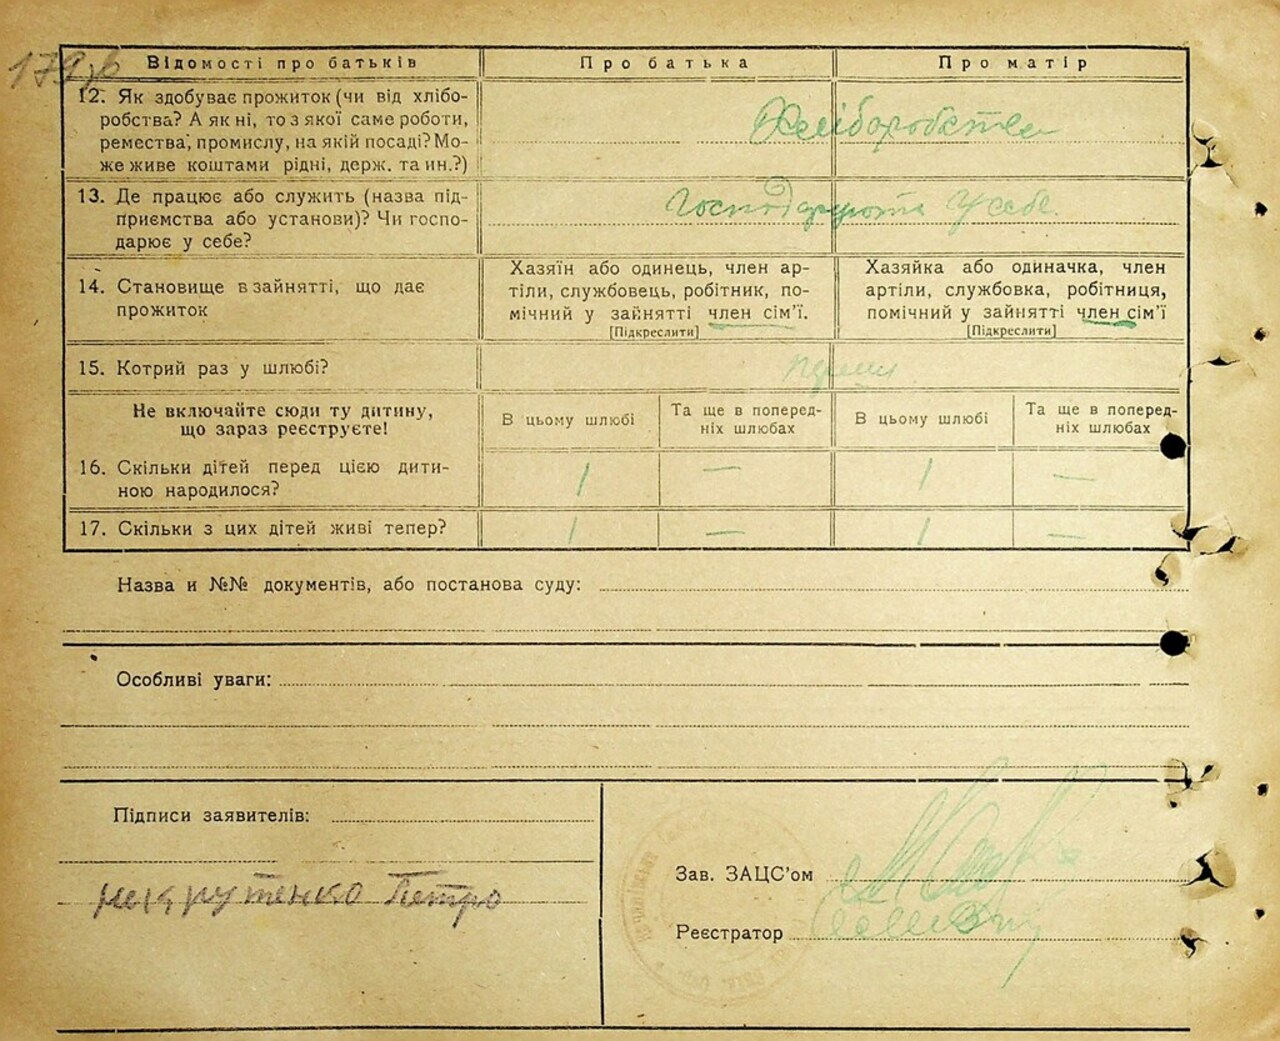 Відомості про батьків Про батька Про матір
12. Як здобуває прожиток (чи від хлібо-
робства? А як ні, то з якої саме роботи,
ремества, промислу, на якій посаді? Мо-
же живе коштами рідні, держ. та ин.?)
Хліборобства
13. Де працює або служить (назва під-
приємства або установи)? Чи госпо-
дарює у себе?
Господарюють у себе
14. Становище в зайнятті, що дає
прожиток
Хазяїн або одинець, член ар-
тілі, службовець, робітник, по-
мічний у зайнятті член сім'ї.
[Підкреслити]
Хазяйка або одиначка, член
артіли, службовка, робітниця,
помічний у зайнятті член сім'ї
[Підкреслити]
15. Котрий раз у шлюбі?
Не включайте сюди ту дитину,
що зараз реєструєте!
В цьому шлюбі
Та ще в поперед-
ніх шлюбах
В цьому шлюбі
Та ще в поперед-
ніх шлюбах
16. Скільки дітей перед цією дити-
ною народилося?
1 — 1 —
17. Скільки з цих дітей живі тепер? 1 — 1 —
Назва и №№ документів, або постанова суду:
Особливі уваги:
Підписи заявителів:
Петро
Зав. ЗАЦС'ом
Реєстратор